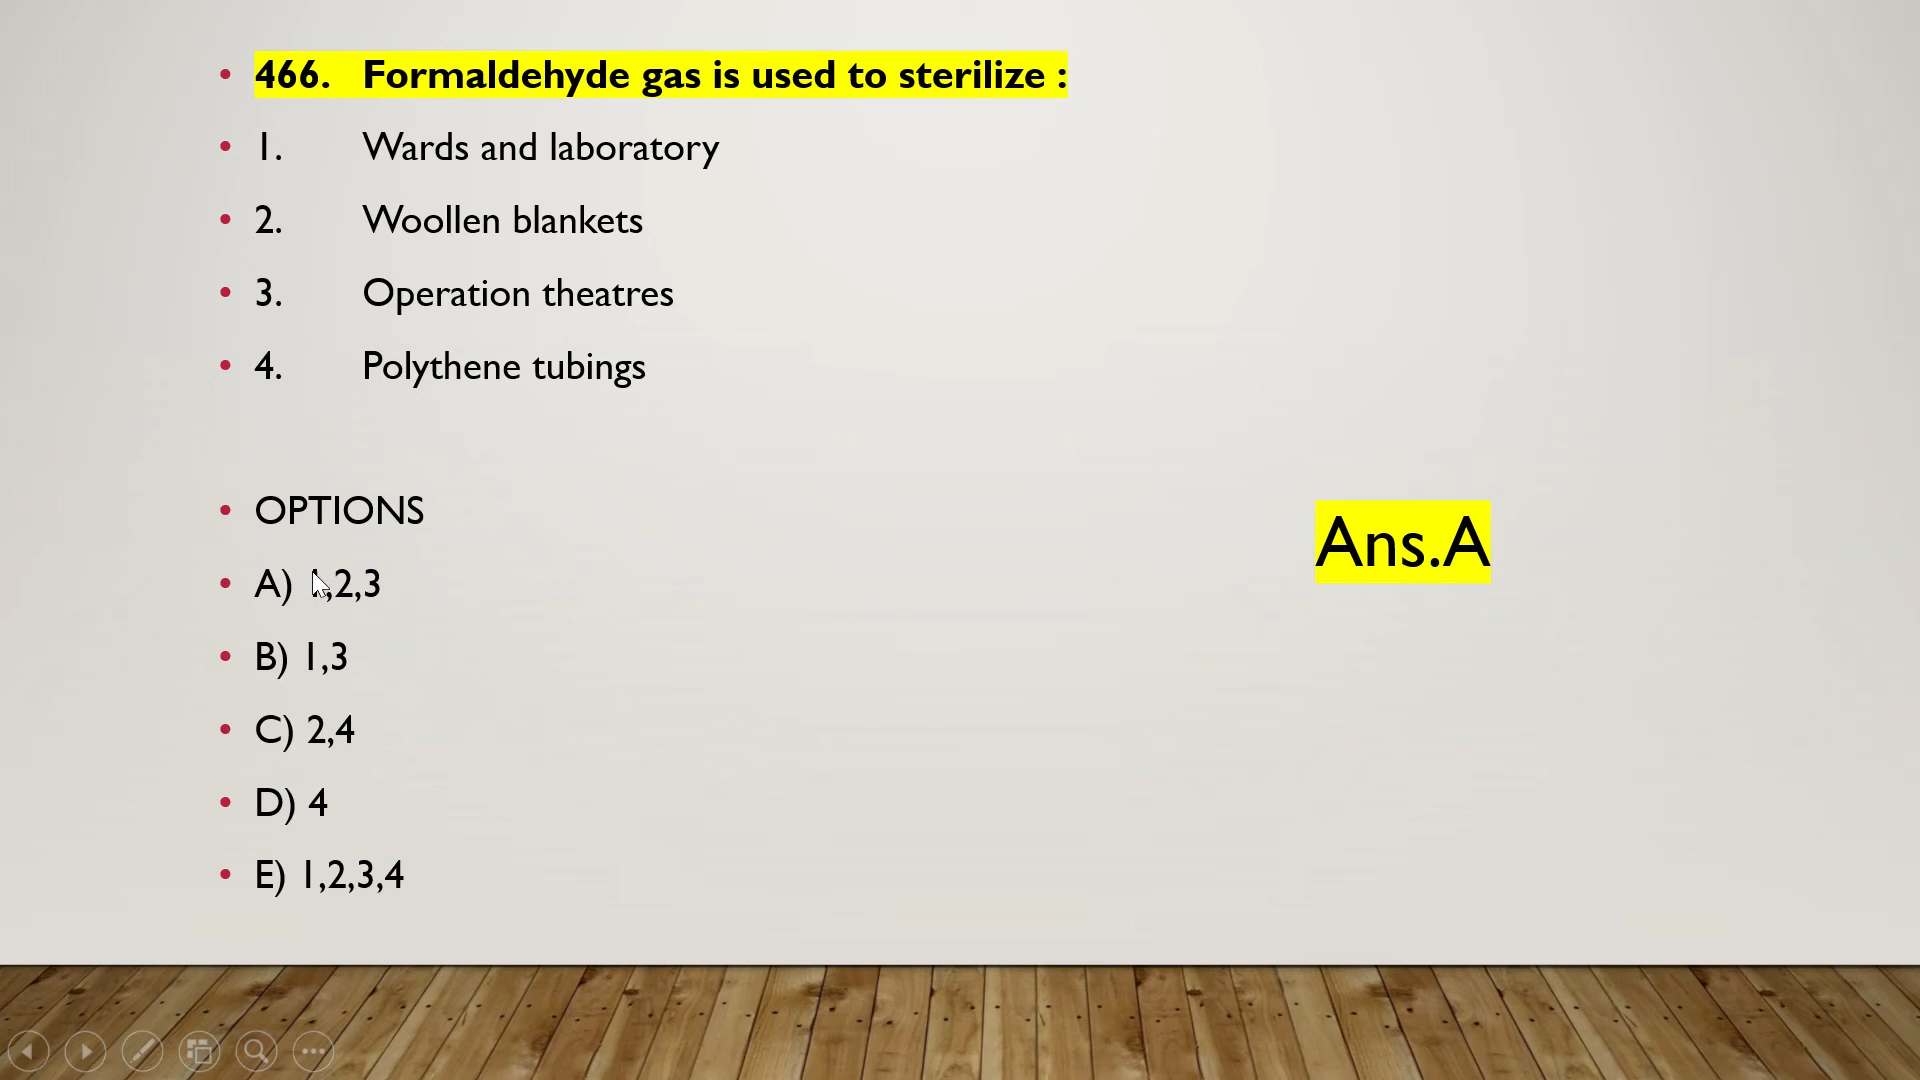 466. Formaldehyde gas is used to sterilize :
1. Wards and laboratory
2. Woollen blankets
3. Operation theatres
4. Polythene tubings
OPTIONS
A) 1,2,3
B) 1,3
C) 2,4
D) 4
E) 1,2,3,4
Ans.A